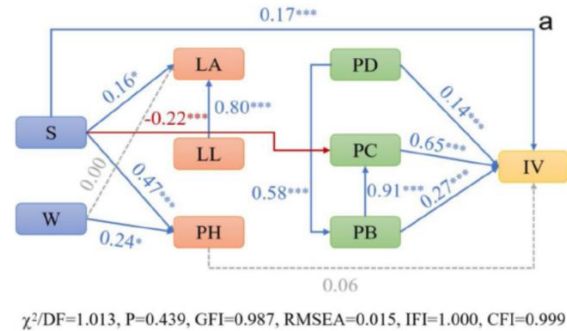 0.17***
a
LA
PD
0.16*
0.14***
-0.22***
0.80***
S
PC
0.65***
IV
LL
0.00
0.47***
0.58***
0.91***
0.27***
W
0.24*
PH
PB
0.06
χ²/DF=1.013, P=0.439, GFI=0.987, RMSEA=0.015, IFI=1.000, CFI=0.999